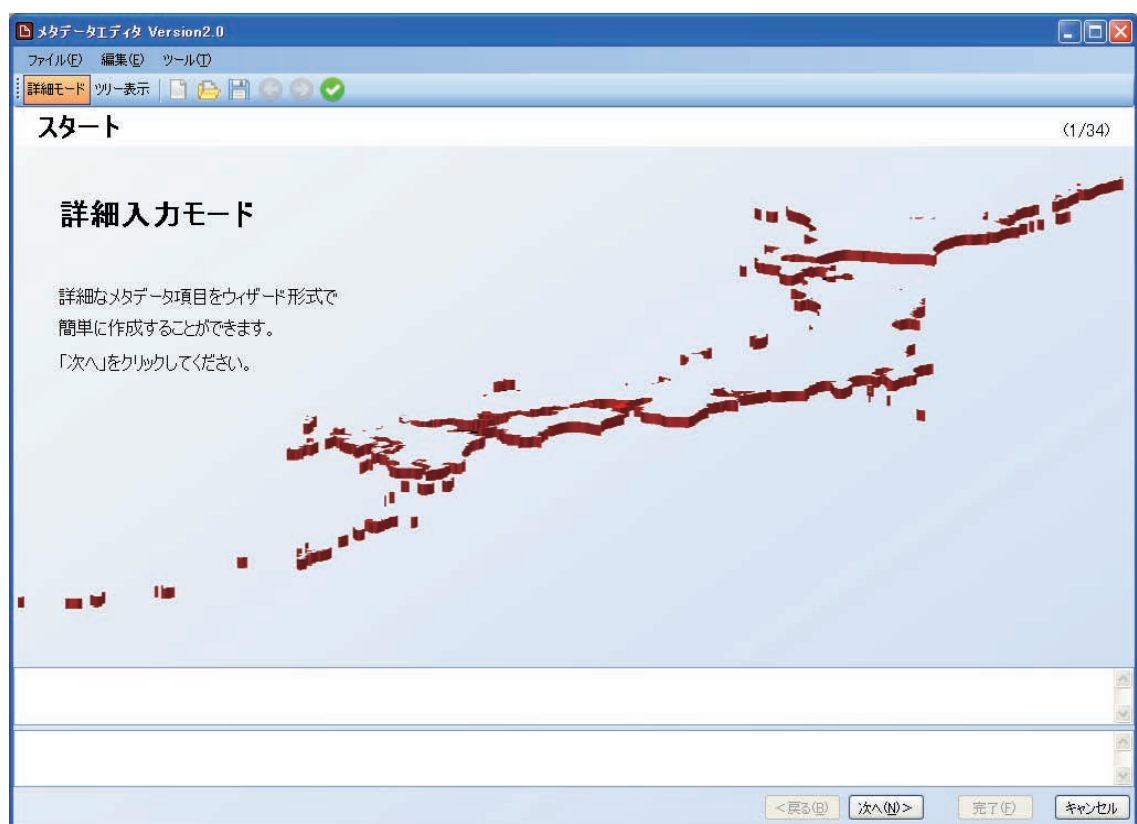 メタデータエディタ Version2.0
ファイル(F) 編集(E) ツール(T)
詳細モード ツリー表示
スタート
(1/34)
詳細入力モード
詳細なメタデータ項目をウィザード形式で
簡単に作成することができます。
「次へ」をクリックしてください。
<戻る(B) 次へ(N)> 完了(F) キャンセル